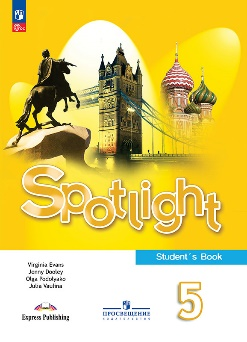 Spotlight
Student's Book
Virginia Evans
Jenny Dooley
Olga Podolyako
Julia Vaulina
5
Express Publishing
ПРОСВЕЩЕНИЕ